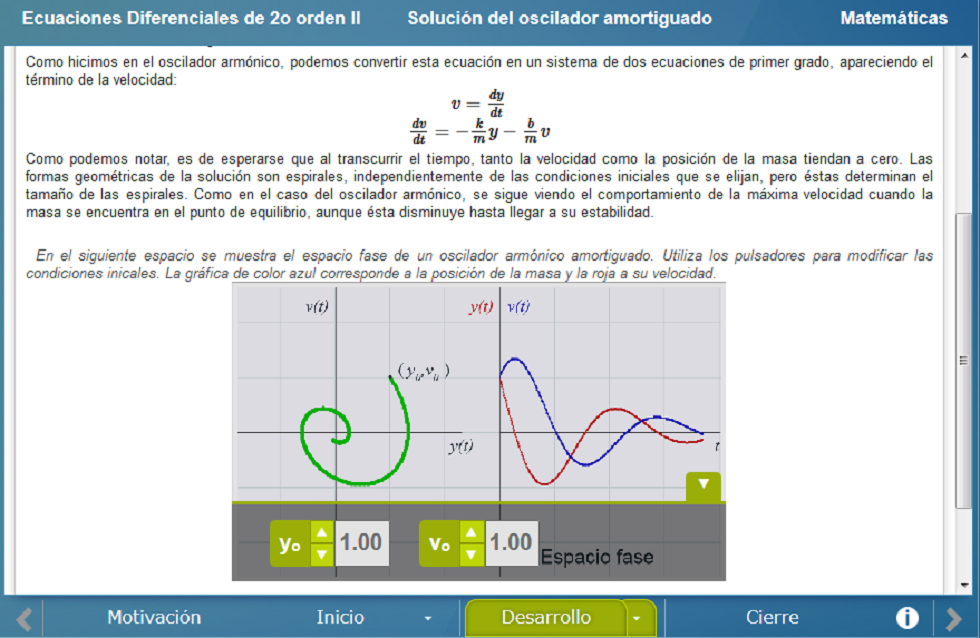 Ecuaciones Diferenciales de 2o orden II Solución del oscilador amortiguado Matemáticas
Como hicimos en el oscilador armónico, podemos convertir esta ecuación en un sistema de dos ecuaciones de primer grado, apareciendo el
término de la velocidad:
v = dy/dt
dv/dt = −k/m y − b/m v
Como podemos notar, es de esperarse que al transcurrir el tiempo, tanto la velocidad como la posición de la masa tiendan a cero. Las
formas geométricas de la solución son espirales, independientemente de las condiciones iniciales que se elijan, pero éstas determinan el
tamaño de las espirales. Como en el caso del oscilador armónico, se sigue viendo el comportamiento de la máxima velocidad cuando la
masa se encuentra en el punto de equilibrio, aunque ésta disminuye hasta llegar a su estabilidad.
En el siguiente espacio se muestra el espacio fase de un oscilador armónico amortiguado. Utiliza los pulsadores para modificar las
condiciones inicales. La gráfica de color azul corresponde a la posición de la masa y la roja a su velocidad.
v(t) y(t) v(t)
(y₀,v₀)
y(t) t
y₀ 1.00 v₀ 1.00 Espacio fase
Motivación Inicio Desarrollo Cierre i